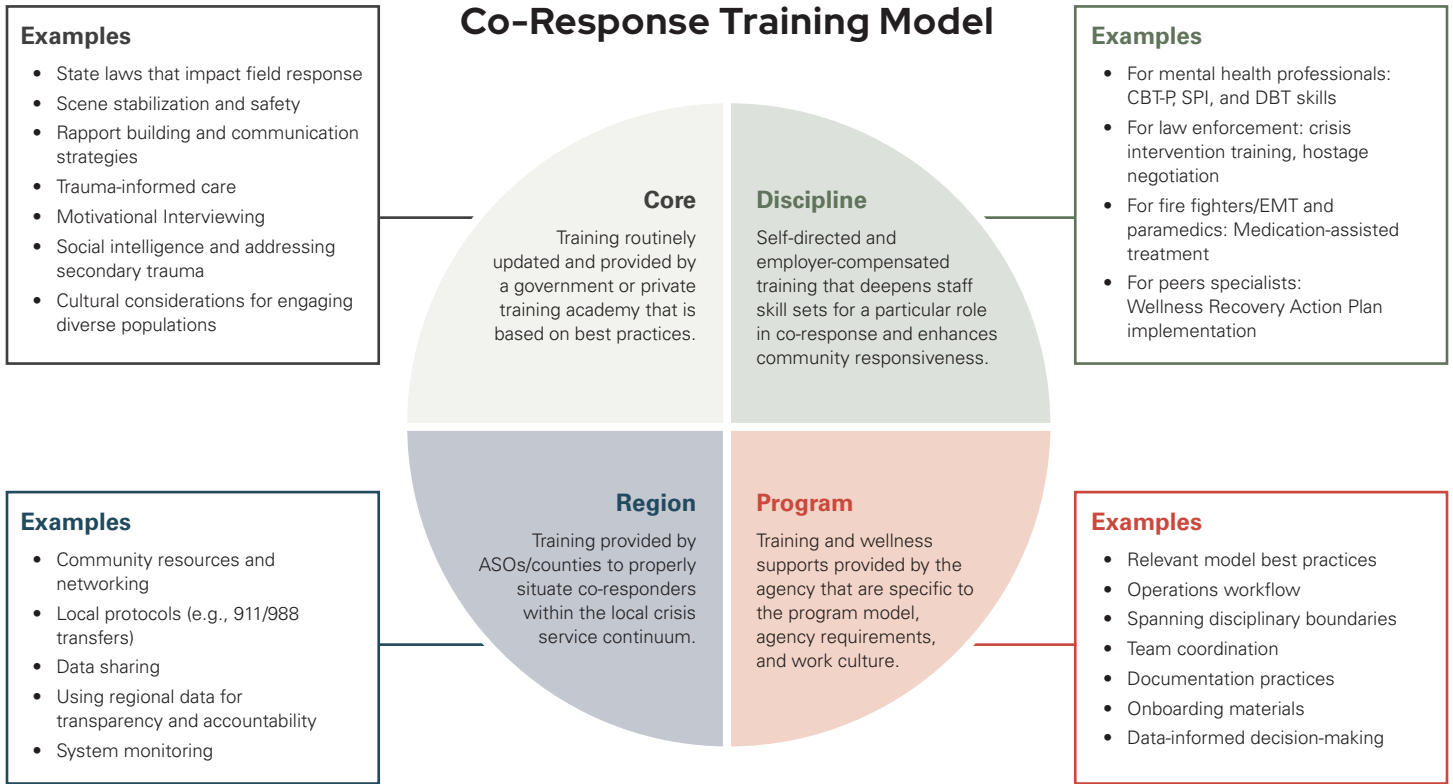 Co-Response Training Model
Examples
• State laws that impact field response
• Scene stabilization and safety
• Rapport building and communication
strategies
• Trauma-informed care
• Motivational Interviewing
• Social intelligence and addressing
secondary trauma
• Cultural considerations for engaging
diverse populations
Core
Training routinely
updated and provided by
a government or private
training academy that is
based on best practices.
Discipline
Self-directed and
employer-compensated
training that deepens staff
skill sets for a particular role
in co-response and enhances
community responsiveness.
Examples
• For mental health professionals:
CBT-P, SPI, and DBT skills
• For law enforcement: crisis
intervention training, hostage
negotiation
• For fire fighters/EMT and
paramedics: Medication-assisted
treatment
• For peers specialists:
Wellness Recovery Action Plan
implementation
Examples
• Community resources and
networking
• Local protocols (e.g., 911/988
transfers)
• Data sharing
• Using regional data for
transparency and accountability
• System monitoring
Region
Training provided by
ASOs/counties to properly
situate co-responders
within the local crisis
service continuum.
Program
Training and wellness
supports provided by the
agency that are specific to
the program model,
agency requirements,
and work culture.
Examples
• Relevant model best practices
• Operations workflow
• Spanning disciplinary boundaries
• Team coordination
• Documentation practices
• Onboarding materials
• Data-informed decision-making